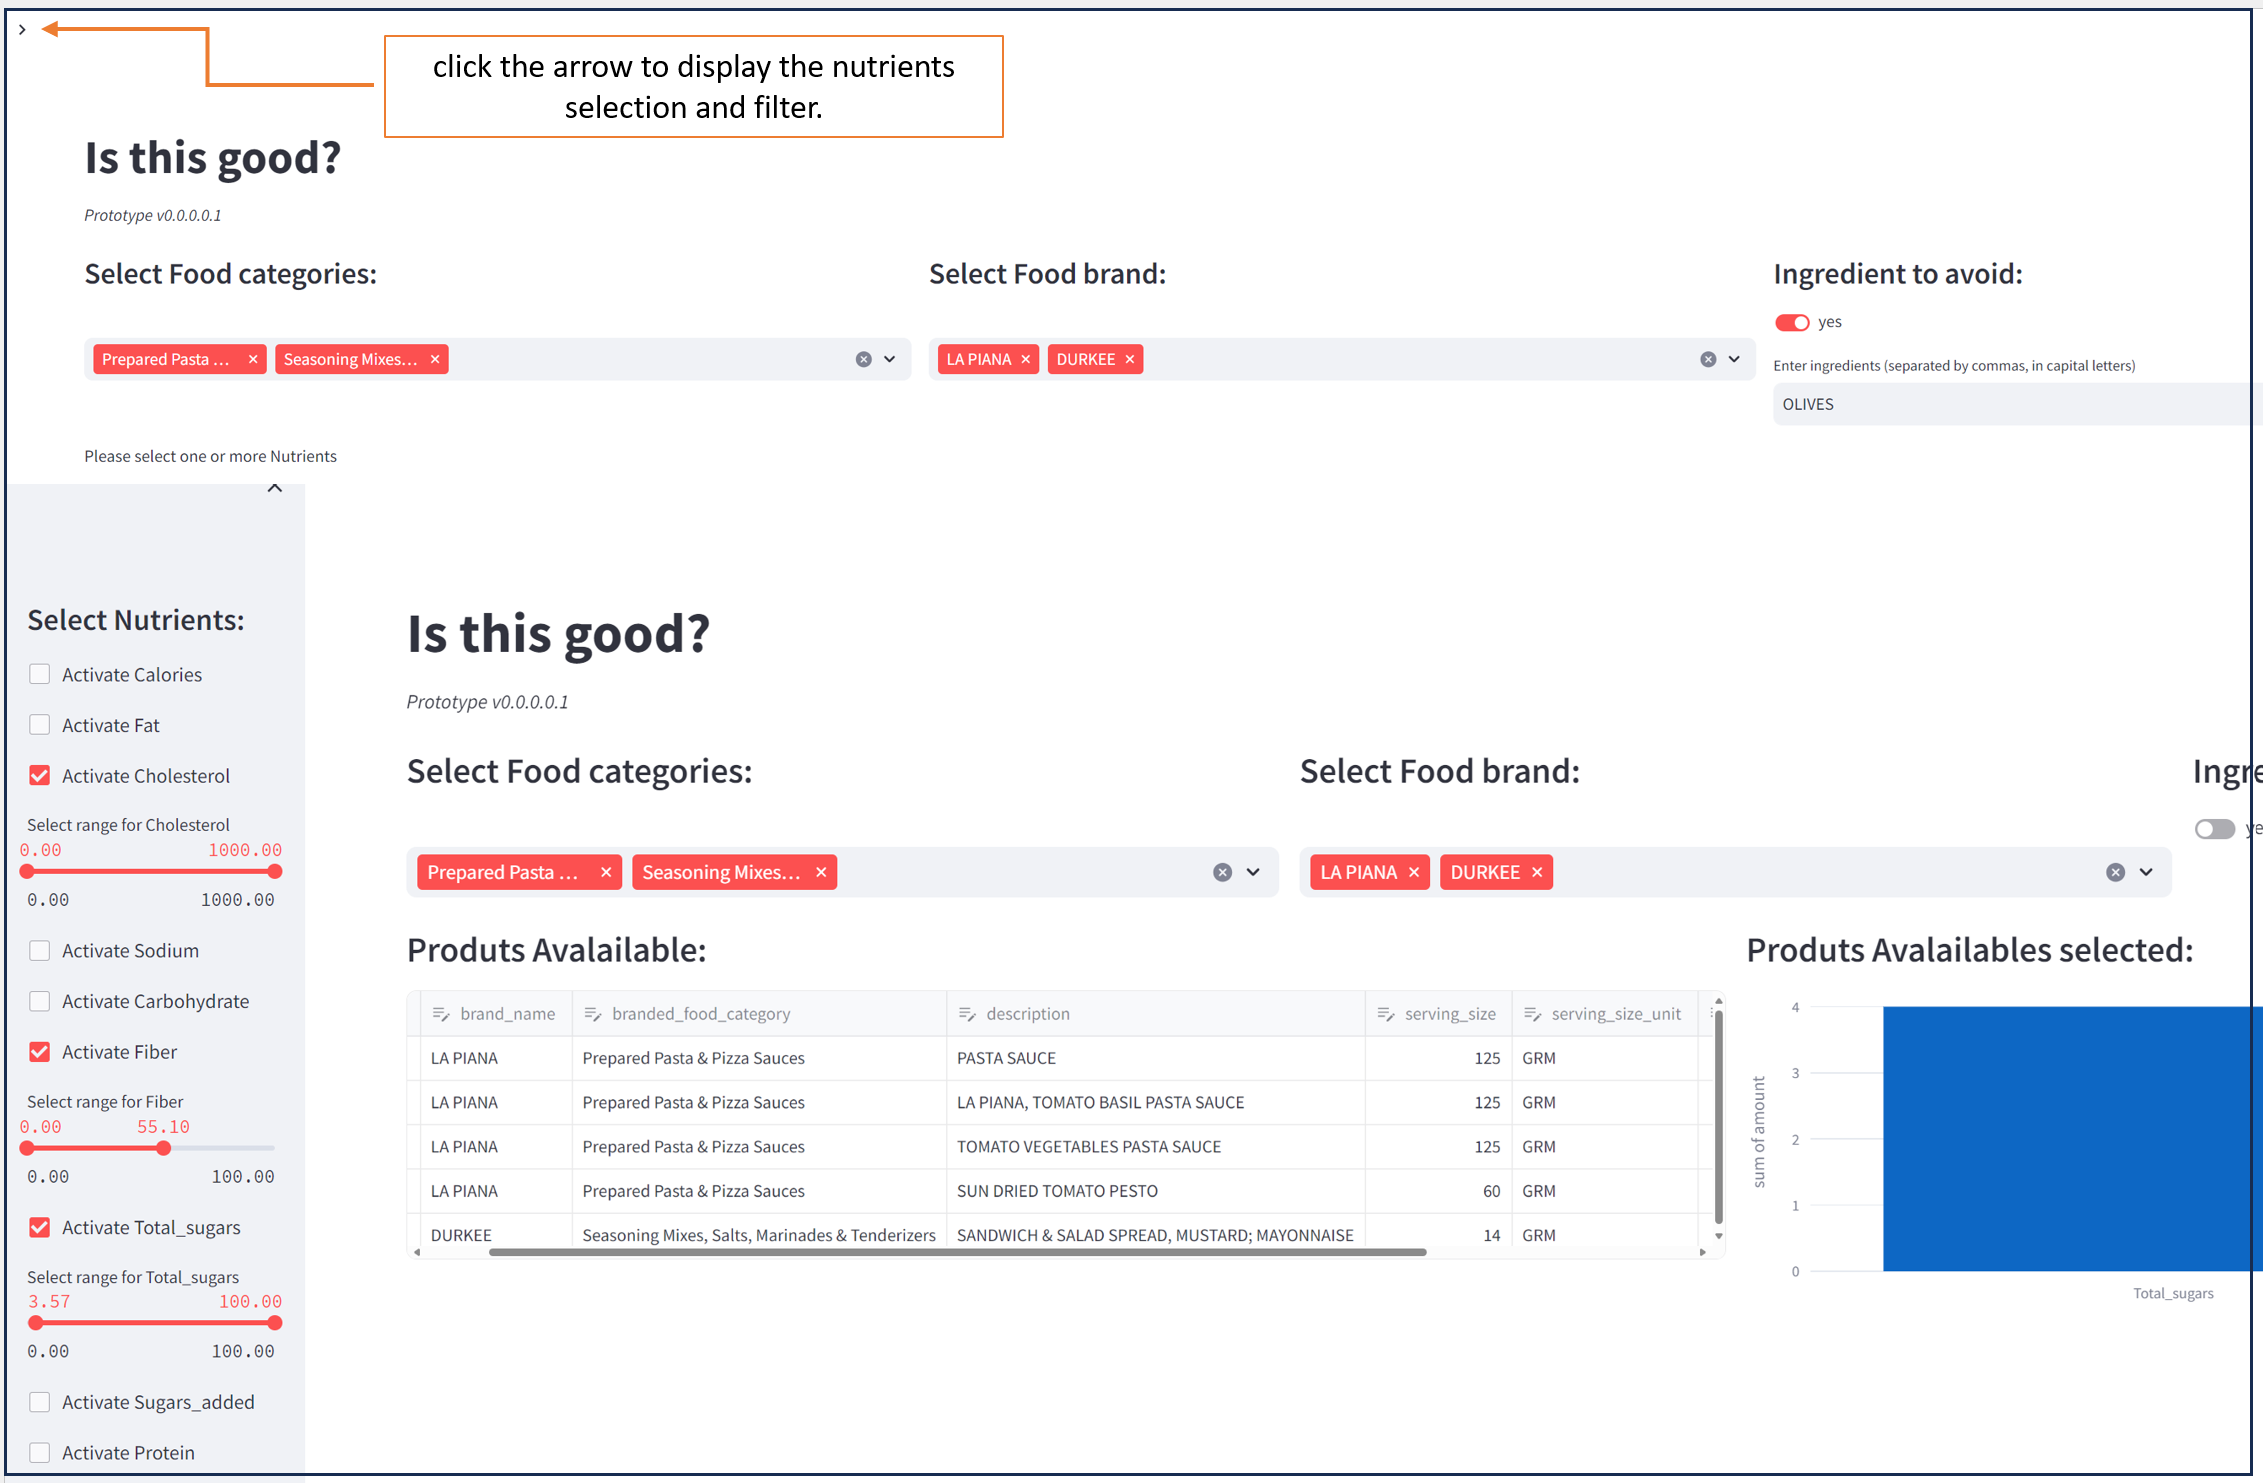 click the arrow to display the nutrients
selection and filter.
Is this good?
Prototype v0.0.0.0.1
Select Food categories:
Select Food brand:
Ingredient to avoid:
yes
Prepared Pasta ...
Seasoning Mixes...
LA PIANA
DURKEE
Enter ingredients (separated by commas, in capital letters)
OLIVES
Please select one or more Nutrients
Select Nutrients:
Activate Calories
Activate Fat
Activate Cholesterol
Select range for Cholesterol
0.00 1000.00
0.00 1000.00
Activate Sodium
Activate Carbohydrate
Activate Fiber
Select range for Fiber
0.00 55.10
0.00 100.00
Activate Total_sugars
Select range for Total_sugars
3.57 100.00
0.00 100.00
Activate Sugars_added
Activate Protein
Is this good?
Prototype v0.0.0.0.1
Select Food categories:
Select Food brand:
Ingre
ye
Prepared Pasta ...
Seasoning Mixes...
LA PIANA
DURKEE
Produts Avalailable:
brand_name branded_food_category description serving_size serving_size_unit
LA PIANA Prepared Pasta & Pizza Sauces PASTA SAUCE 125 GRM
LA PIANA Prepared Pasta & Pizza Sauces LA PIANA, TOMATO BASIL PASTA SAUCE 125 GRM
LA PIANA Prepared Pasta & Pizza Sauces TOMATO VEGETABLES PASTA SAUCE 125 GRM
LA PIANA Prepared Pasta & Pizza Sauces SUN DRIED TOMATO PESTO 60 GRM
DURKEE Seasoning Mixes, Salts, Marinades & Tenderizers SANDWICH & SALAD SPREAD, MUSTARD; MAYONNAISE 14 GRM
Produts Avalailables selected:
4
3
2
1
0
sum of amount
Total_sugars